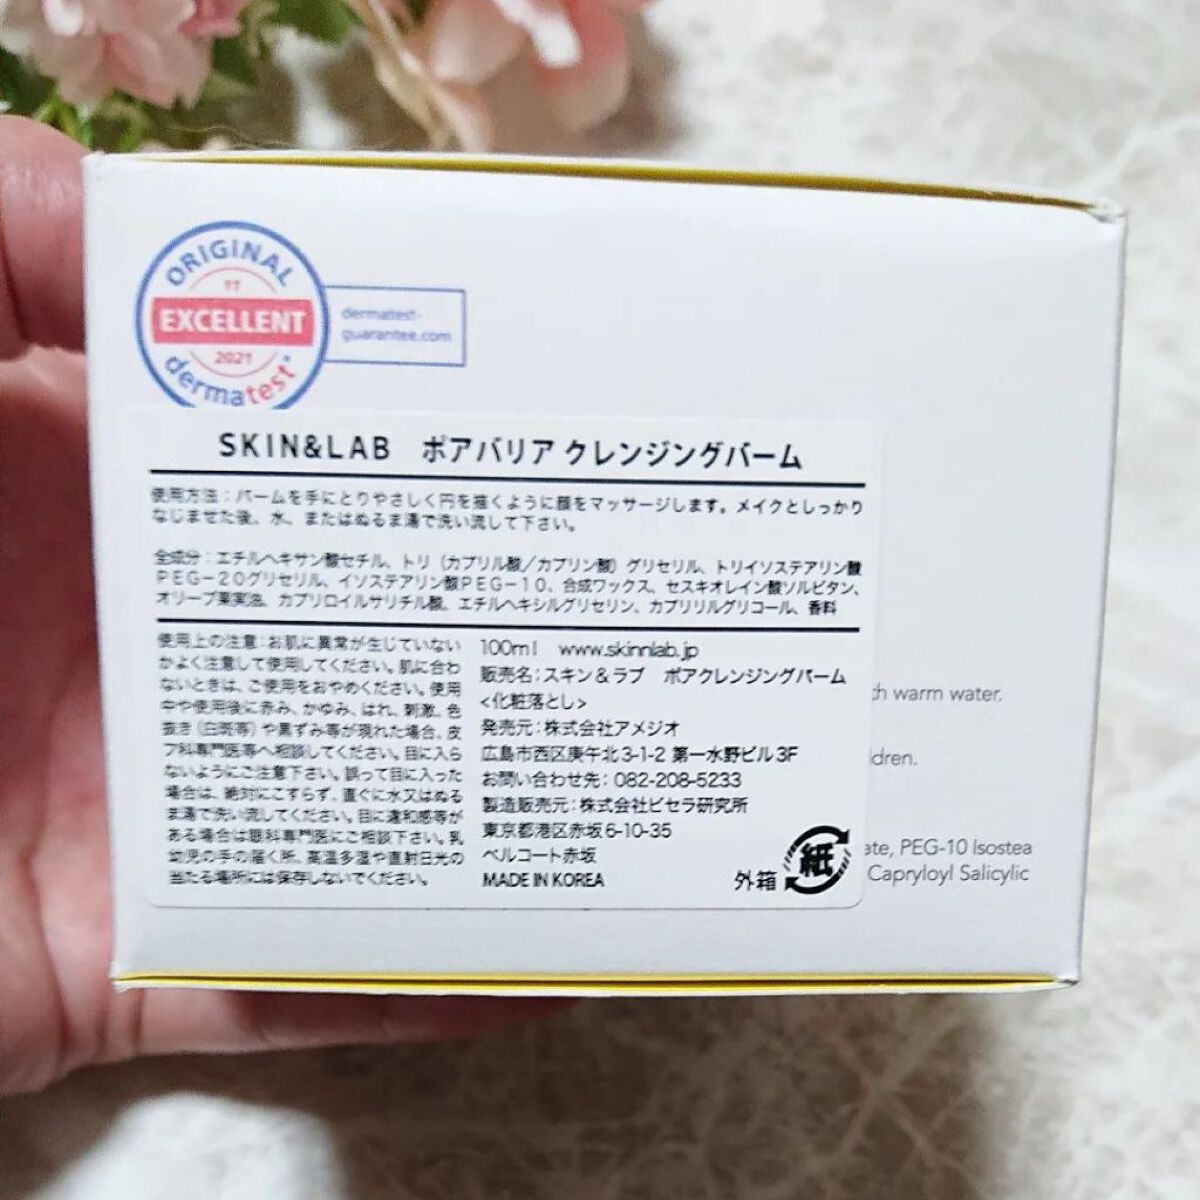 ORIGINAL
EXCELLENT
2021
dermatest®
dermatest-
guarantee.com
SKIN&LAB ポアバリア クレンジングバーム
使用方法：バームを手にとりやさしく円を描くように顔をマッサージします。メイクとしっかり
なじませた後、水、またはぬるま湯で洗い流して下さい。
全成分：エチルヘキサン酸セチル、トリ（カプリル酸／カプリン酸）グリセリル、トリイソステアリン酸
PEG－20グリセリル、イソステアリン酸PEG－10、合成ワックス、セスキオレイン酸ソルビタン、
オリーブ果実油、カプリロイルサリチル酸、エチルヘキシルグリセリン、カプリリルグリコール、香料
使用上の注意：お肌に異常が生じていない
かよく注意して使用してください。肌に合わ
ないときは、ご使用をおやめください。使用
中や使用後に赤み、かゆみ、はれ、刺激、色
抜き（白斑等）や黒ずみ等が現れた場合、皮
フ科専門医等へ相談してください。目に入ら
ないようにご注意下さい。誤って目に入った
場合は、絶対にこすらず、直ぐに水又はぬる
ま湯で洗い流してください。目に違和感等が
ある場合は眼科専門医にご相談下さい。乳
幼児の手の届く所、高温多湿や直射日光の
当たる場所には保存しないでください。
100ml www.skinnlab.jp
販売名：スキン＆ラブ ポアクレンジングバーム
<化粧落とし>
発売元：株式会社アメジオ
広島市西区庚午北3-1-2 第一水野ビル3F
お問い合わせ先：082-208-5233
製造販売元：株式会社ビセラ研究所
東京都港区赤坂6-10-35
ベルコート赤坂
MADE IN KOREA
外箱 紙
th warm water.
ldren.
ate, PEG-10 Isostea
Capryloyl Salicylic